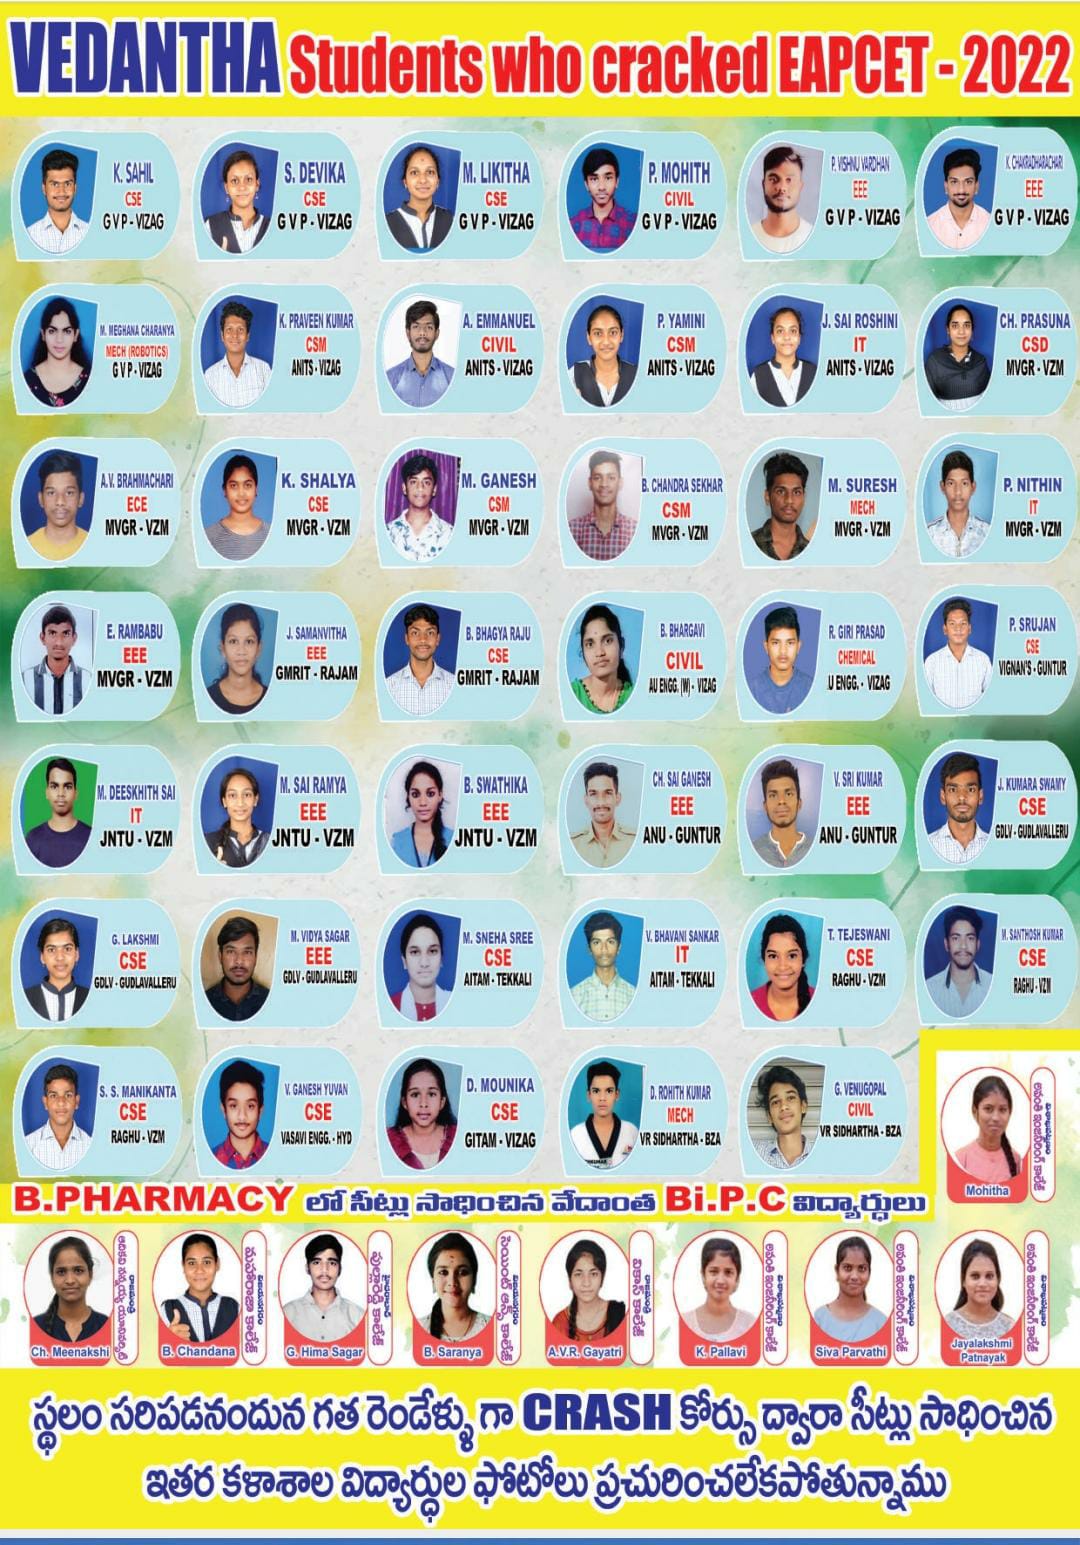 VEDANTHA Students who cracked EAPCET - 2022
K. SAHIL
CSE
G V P - VIZAG
S. DEVIKA
CSE
G V P - VIZAG
M. LIKITHA
CSE
G V P - VIZAG
P. MOHITH
CIVIL
G V P - VIZAG
P. VISHNU VARDHAN
EEE
G V P - VIZAG
K. CHAKRADHARACHARI
EEE
G V P - VIZAG
M. MEGHANA CHARANYA
MECH (ROBOTICS)
G V P - VIZAG
K. PRAVEEN KUMAR
CSM
ANITS - VIZAG
A. EMMANUEL
CIVIL
ANITS - VIZAG
P. YAMINI
CSM
ANITS - VIZAG
J. SAI ROSHINI
IT
ANITS - VIZAG
CH. PRASUNA
CSD
MVGR - VZM
A.V. BRAHMACHARI
ECE
MVGR - VZM
K. SHALYA
CSE
MVGR - VZM
M. GANESH
CSM
MVGR - VZM
B. CHANDRA SEKHAR
CSM
MVGR - VZM
M. SURESH
MECH
MVGR - VZM
P. NITHIN
IT
MVGR - VZM
E. RAMBABU
EEE
MVGR - VZM
J. SAMANVITHA
EEE
GMRIT - RAJAM
B. BHAGYA RAJU
CSE
GMRIT - RAJAM
B. BHARGAVI
CIVIL
AU ENGG. (W) - VIZAG
R. GIRI PRASAD
CHEMICAL
U ENGG. - VIZAG
P. SRUJAN
CSE
VIGNAN'S - GUNTUR
M. DEESKHITH SAI
IT
JNTU - VZM
M. SAI RAMYA
EEE
JNTU - VZM
B. SWATHIKA
EEE
JNTU - VZM
CH. SAI GANESH
EEE
ANU - GUNTUR
V. SRI KUMAR
EEE
ANU - GUNTUR
J. KUMARA SWAMY
CSE
GDLV - GUDLAVALLERU
G. LAKSHMI
CSE
GDLV - GUDLAVALLERU
M. VIDYA SAGAR
EEE
GDLV - GUDLAVALLERU
M. SNEHA SREE
CSE
AITAM - TEKKALI
V. BHAVANI SANKAR
IT
AITAM - TEKKALI
T. TEJESWANI
CSE
RAGHU - VZM
M. SANTHOSH KUMAR
CSE
RAGHU - VZM
S. S. MANIKANTA
CSE
RAGHU - VZM
V. GANESH YUVAN
CSE
VASAVI ENGG. - HYD
D. MOUNIKA
CSE
GITAM - VIZAG
D. ROHITH KUMAR
MECH
VR SIDHARTHA - BZA
G. VENUGOPAL
CIVIL
VR SIDHARTHA - BZA
Mohitha
B.PHARMACY లో సీట్లు సాధించిన వేదాంత Bi.P.C విద్యార్థులు
Ch. Meenakshi
B. Chandana
G. Hima Sagar
B. Saranya
A.V.R. Gayatri
K. Pallavi
Siva Parvathi
Jayalakshmi
Patnayak
స్థలం సరిపడనందున గత రెండేళ్ళు గా CRASH కోర్సు ద్వారా సీట్లు సాధించిన
ఇతర కళాశాల విద్యార్థుల ఫోటోలు ప్రచురించలేకపోతున్నాము